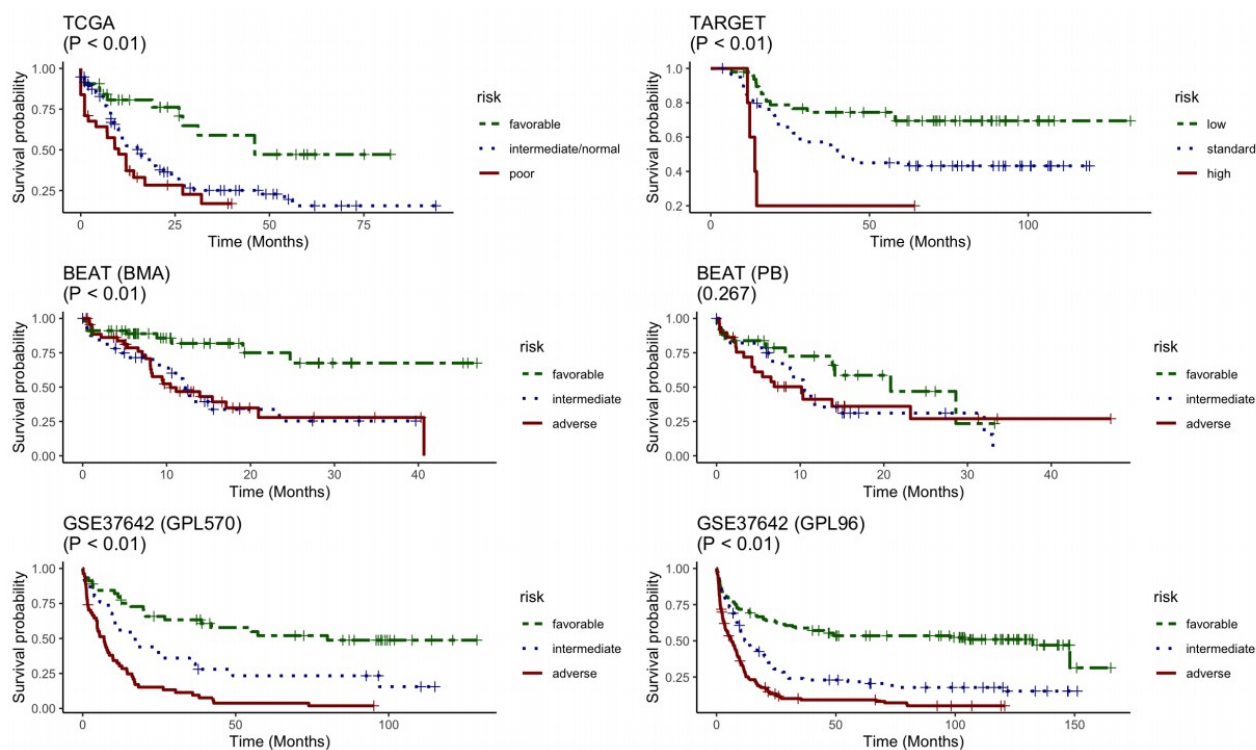 TCGA
(P < 0.01)
1.00
0.75
0.50
0.25
Survival probability
0
25
50
75
Time (Months)
risk
favorable
intermediate/normal
poor
TARGET
(P < 0.01)
1.0
0.8
0.6
0.4
0.2
Survival probability
0
50
100
Time (Months)
risk
low
standard
high
BEAT (BMA)
(P < 0.01)
1.00
0.75
0.50
0.25
0.00
Survival probability
0
10
20
30
40
Time (Months)
risk
favorable
intermediate
adverse
BEAT (PB)
(0.267)
1.00
0.75
0.50
0.25
0.00
Survival probability
0
10
20
30
40
Time (Months)
risk
favorable
intermediate
adverse
GSE37642 (GPL570)
(P < 0.01)
1.00
0.75
0.50
0.25
0.00
Survival probability
0
50
100
Time (Months)
risk
favorable
intermediate
adverse
GSE37642 (GPL96)
(P < 0.01)
1.00
0.75
0.50
0.25
Survival probability
0
50
100
150
Time (Months)
risk
favorable
intermediate
adverse